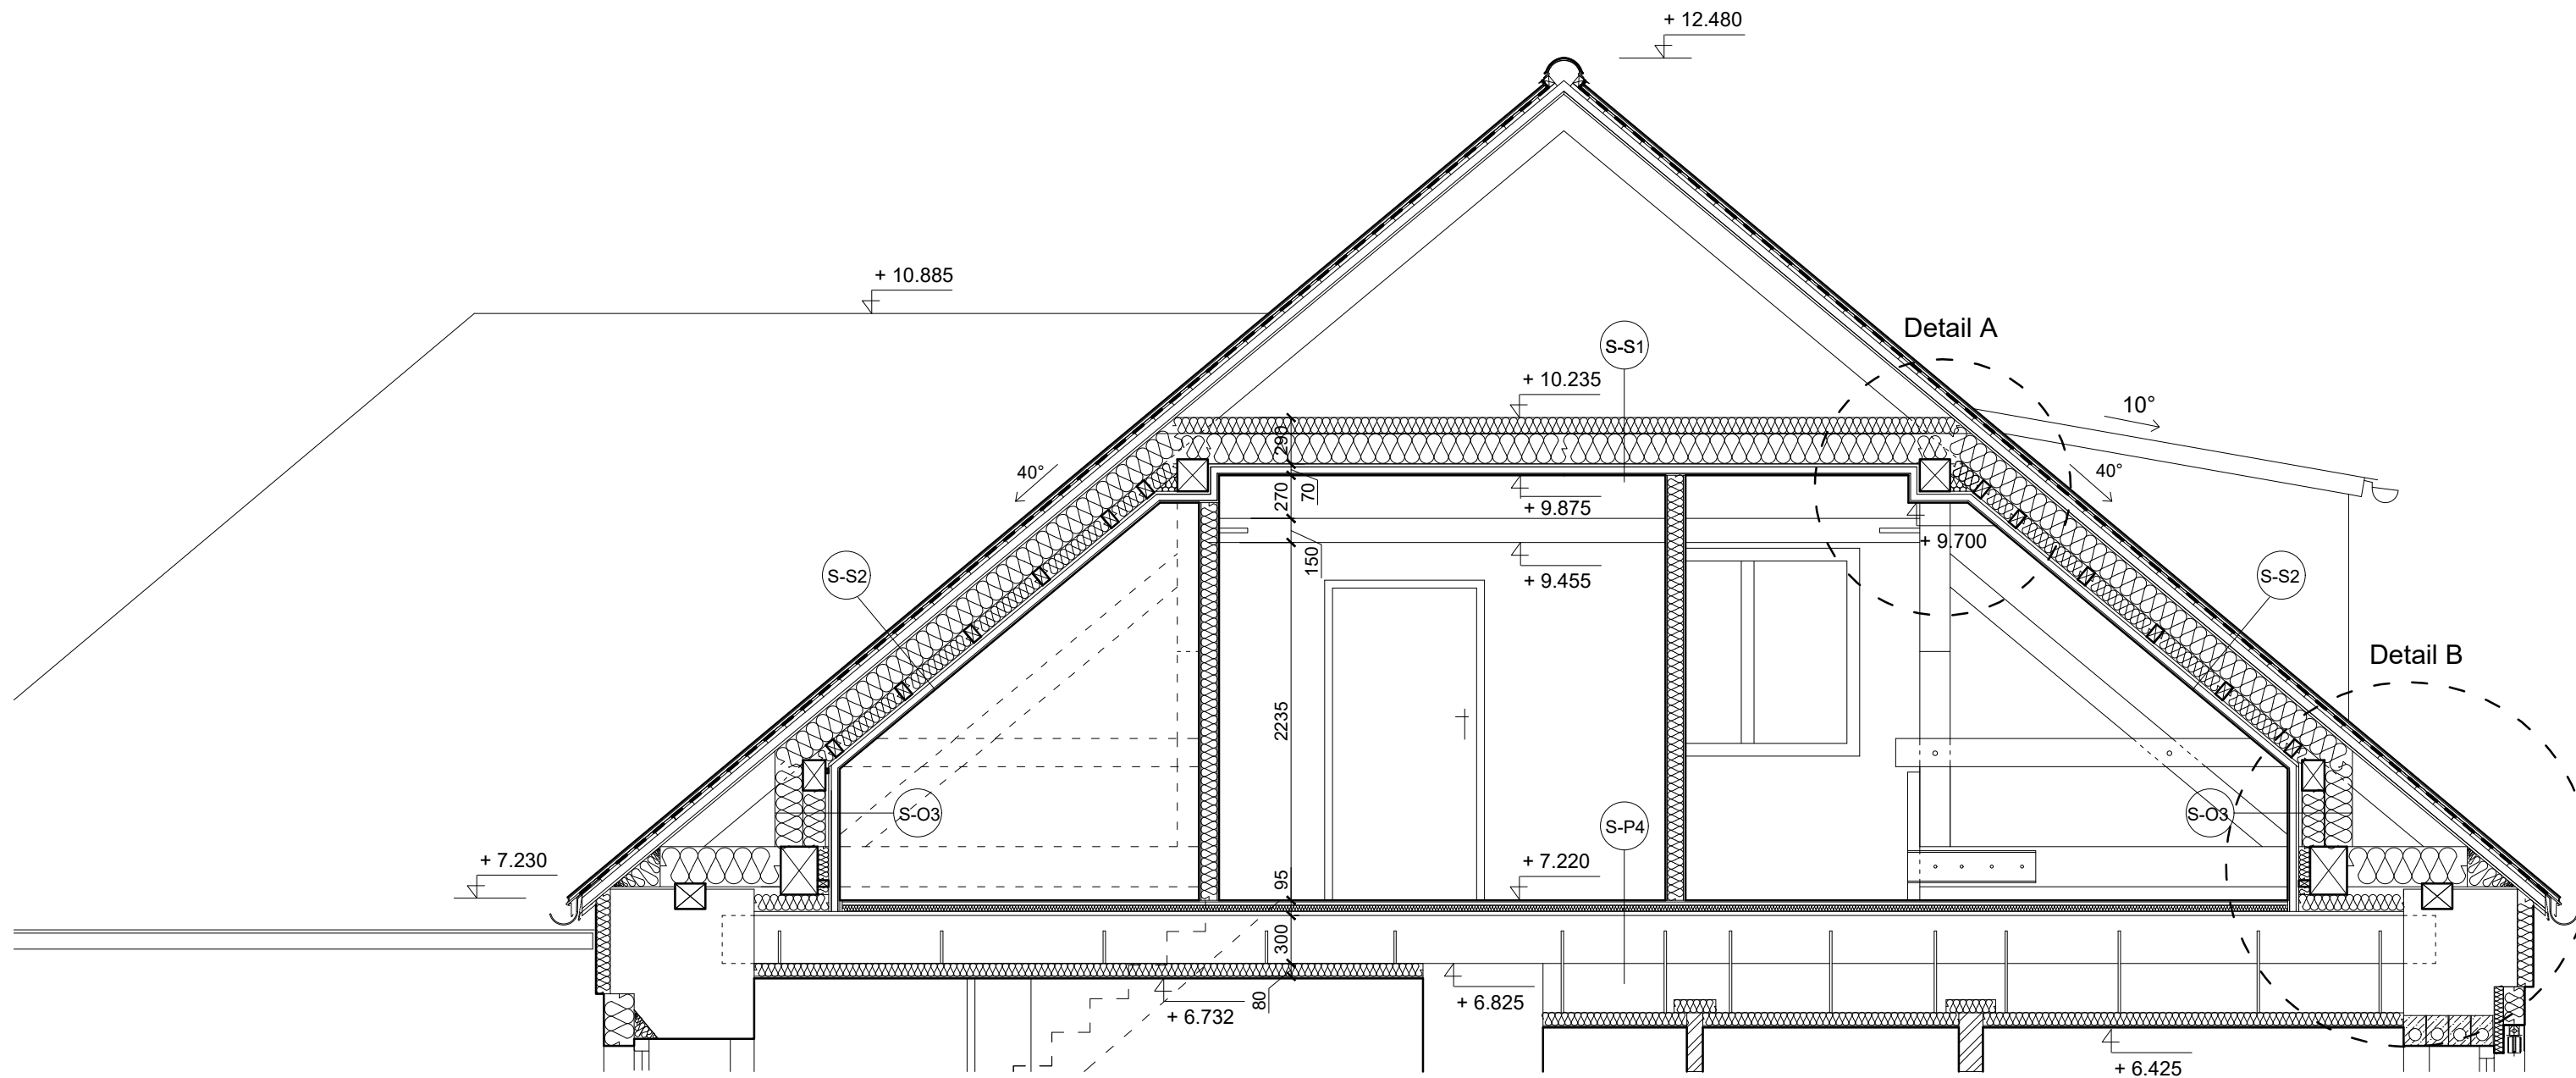 + 12.480
+ 10.885
Detail A
S-S1
+ 10.235
10°
290
40°
40°
270
70
+ 9.875
+ 9.700
150
+ 9.455
S-S2
S-S2
Detail B
2235
S-O3
S-O3
S-P4
+ 7.230
+ 7.220
95
300
+ 6.825
80
+ 6.732
+ 6.425